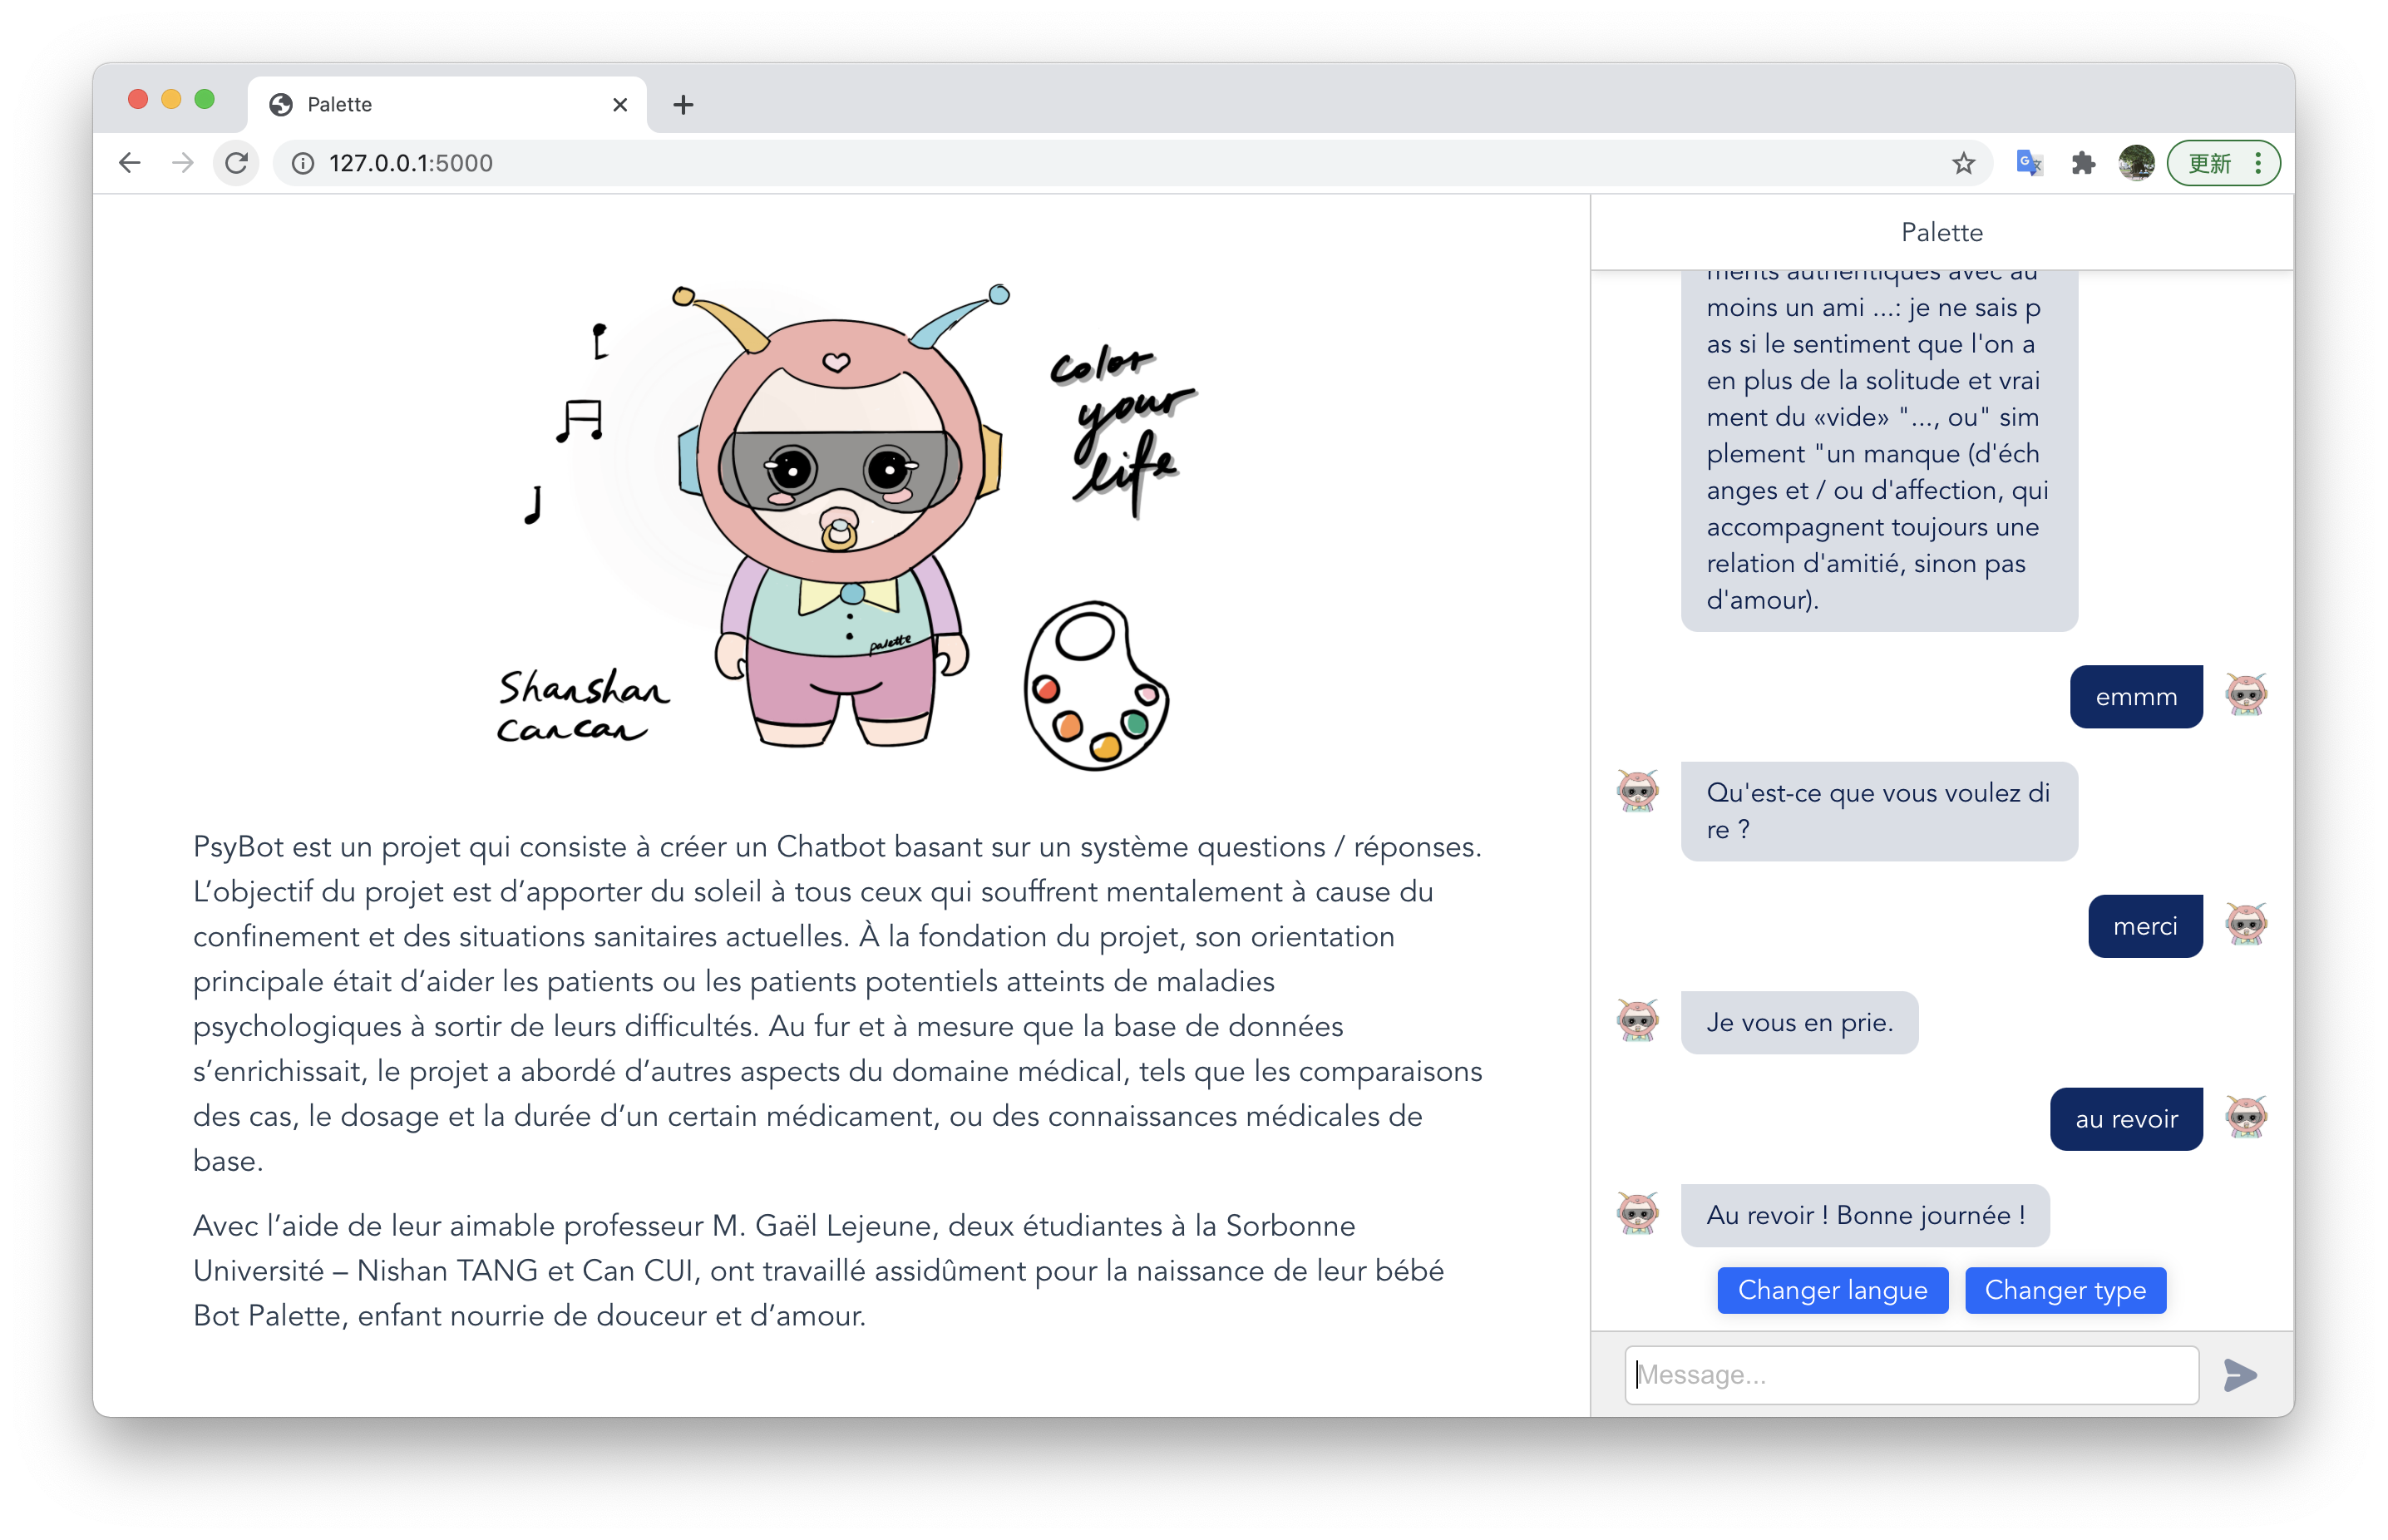 Palette
127.0.0.1:5000
更新
color
your
life
palette
Shanshan
Cancan
PsyBot est un projet qui consiste à créer un Chatbot basant sur un système questions / réponses.
L’objectif du projet est d’apporter du soleil à tous ceux qui souffrent mentalement à cause du
confinement et des situations sanitaires actuelles. À la fondation du projet, son orientation
principale était d’aider les patients ou les patients potentiels atteints de maladies
psychologiques à sortir de leurs difficultés. Au fur et à mesure que la base de données
s’enrichissait, le projet a abordé d’autres aspects du domaine médical, tels que les comparaisons
des cas, le dosage et la durée d’un certain médicament, ou des connaissances médicales de
base.
Avec l’aide de leur aimable professeur M. Gaël Lejeune, deux étudiantes à la Sorbonne
Université – Nishan TANG et Can CUI, ont travaillé assidûment pour la naissance de leur bébé
Bot Palette, enfant nourrie de douceur et d’amour.
Palette
ments authentiques avec au
moins un ami ...: je ne sais p
as si le sentiment que l'on a
en plus de la solitude et vrai
ment du «vide» "..., ou" sim
plement "un manque (d'éch
anges et / ou d'affection, qui
accompagnent toujours une
relation d'amitié, sinon pas
d'amour).
emmm
Qu'est-ce que vous voulez di
re ?
merci
Je vous en prie.
au revoir
Au revoir ! Bonne journée !
Changer langue
Changer type
Message...